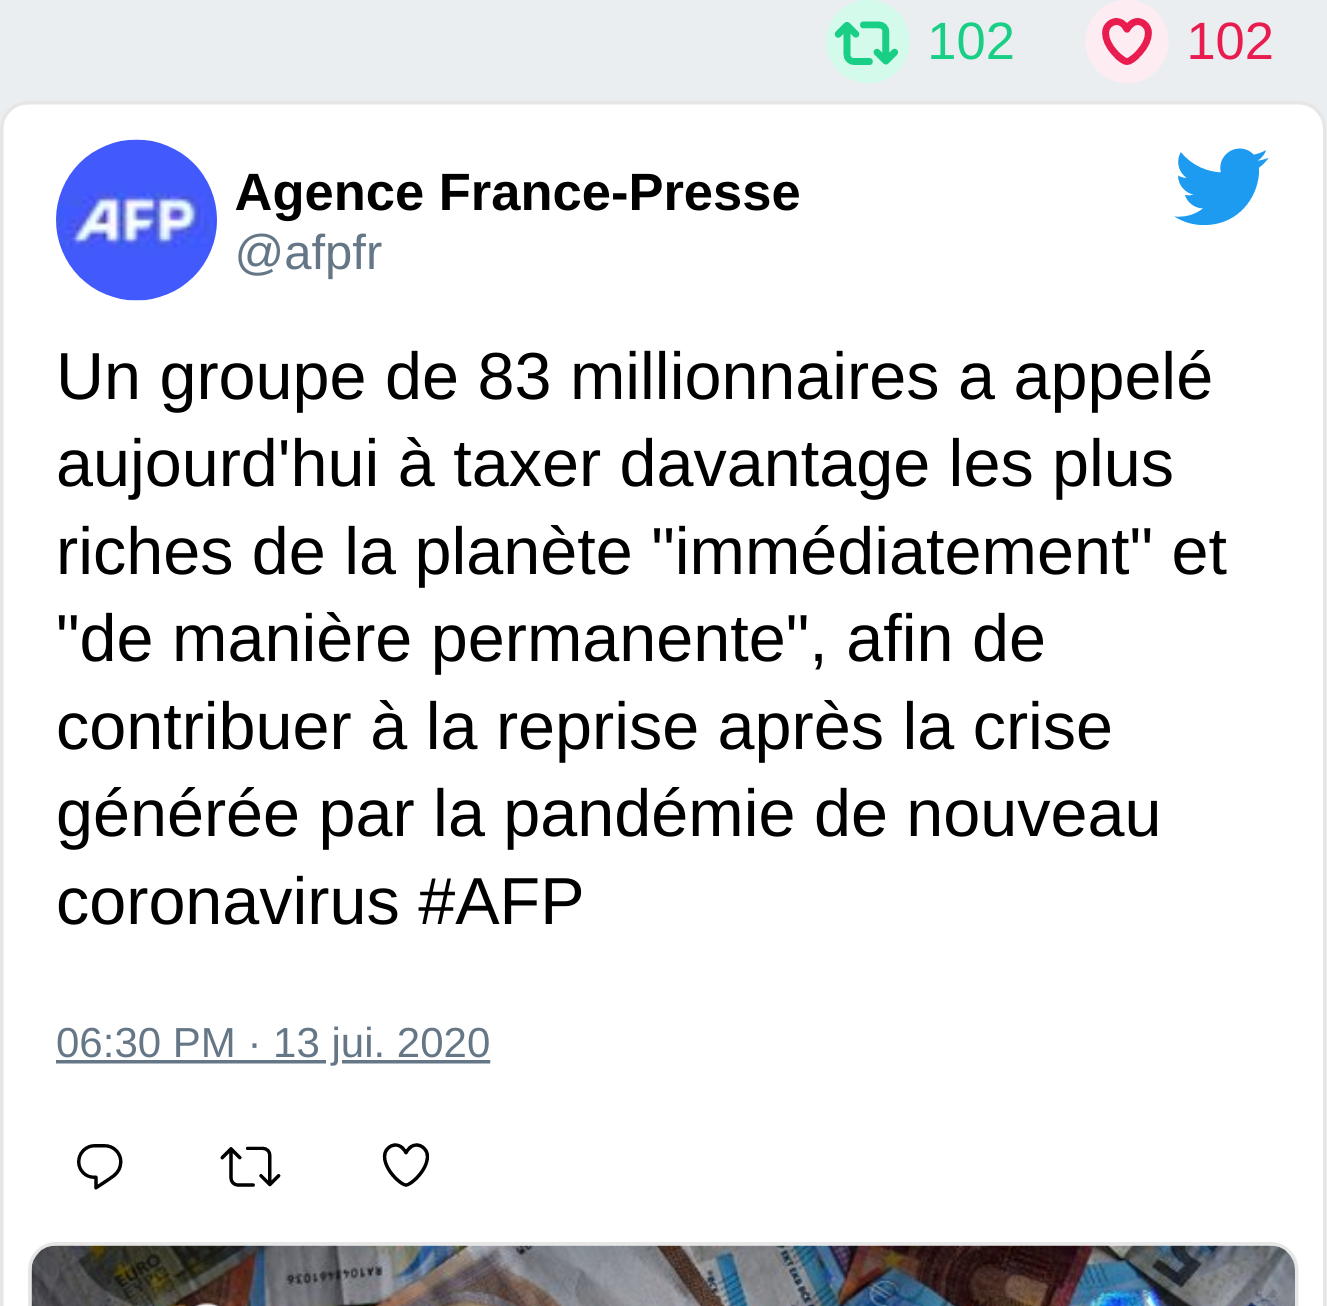 102 102
AFP
Agence France-Presse
@afpfr
Un groupe de 83 millionnaires a appelé
aujourd'hui à taxer davantage les plus
riches de la planète "immédiatement" et
"de manière permanente", afin de
contribuer à la reprise après la crise
générée par la pandémie de nouveau
coronavirus #AFP
06:30 PM · 13 jui. 2020
EURO